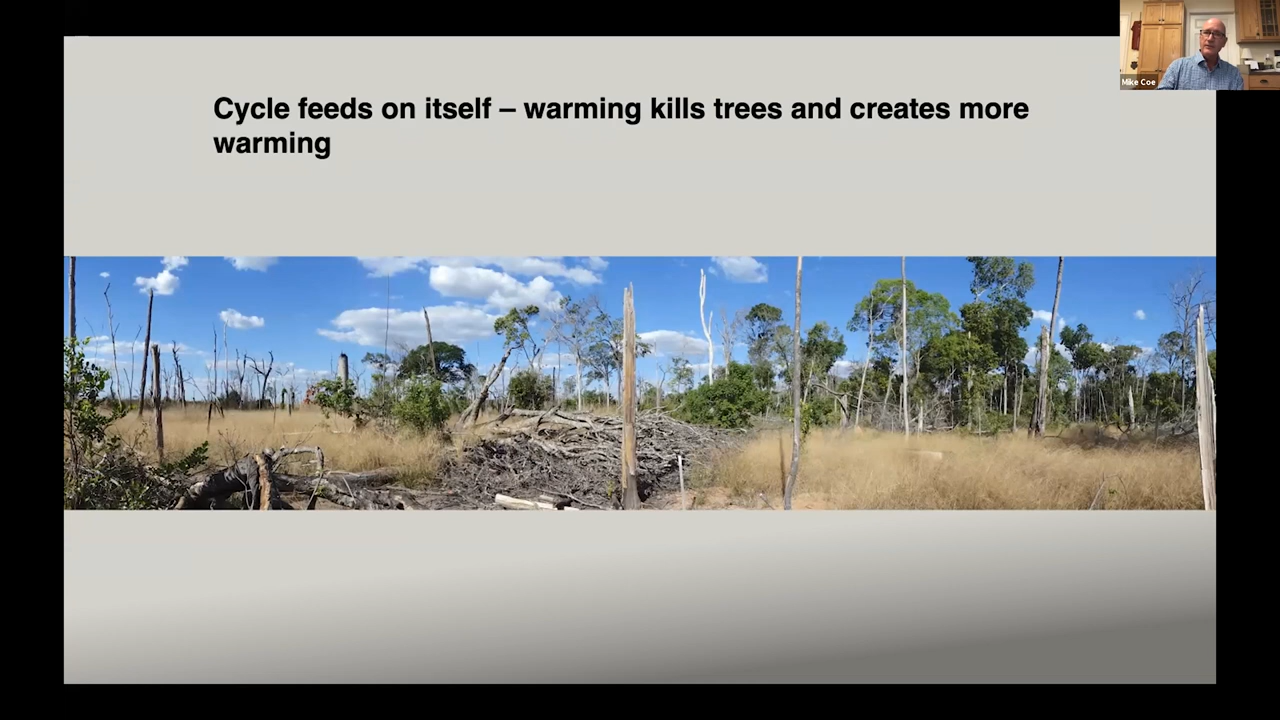 Cycle feeds on itself – warming kills trees and creates more
warming
Mike Coe